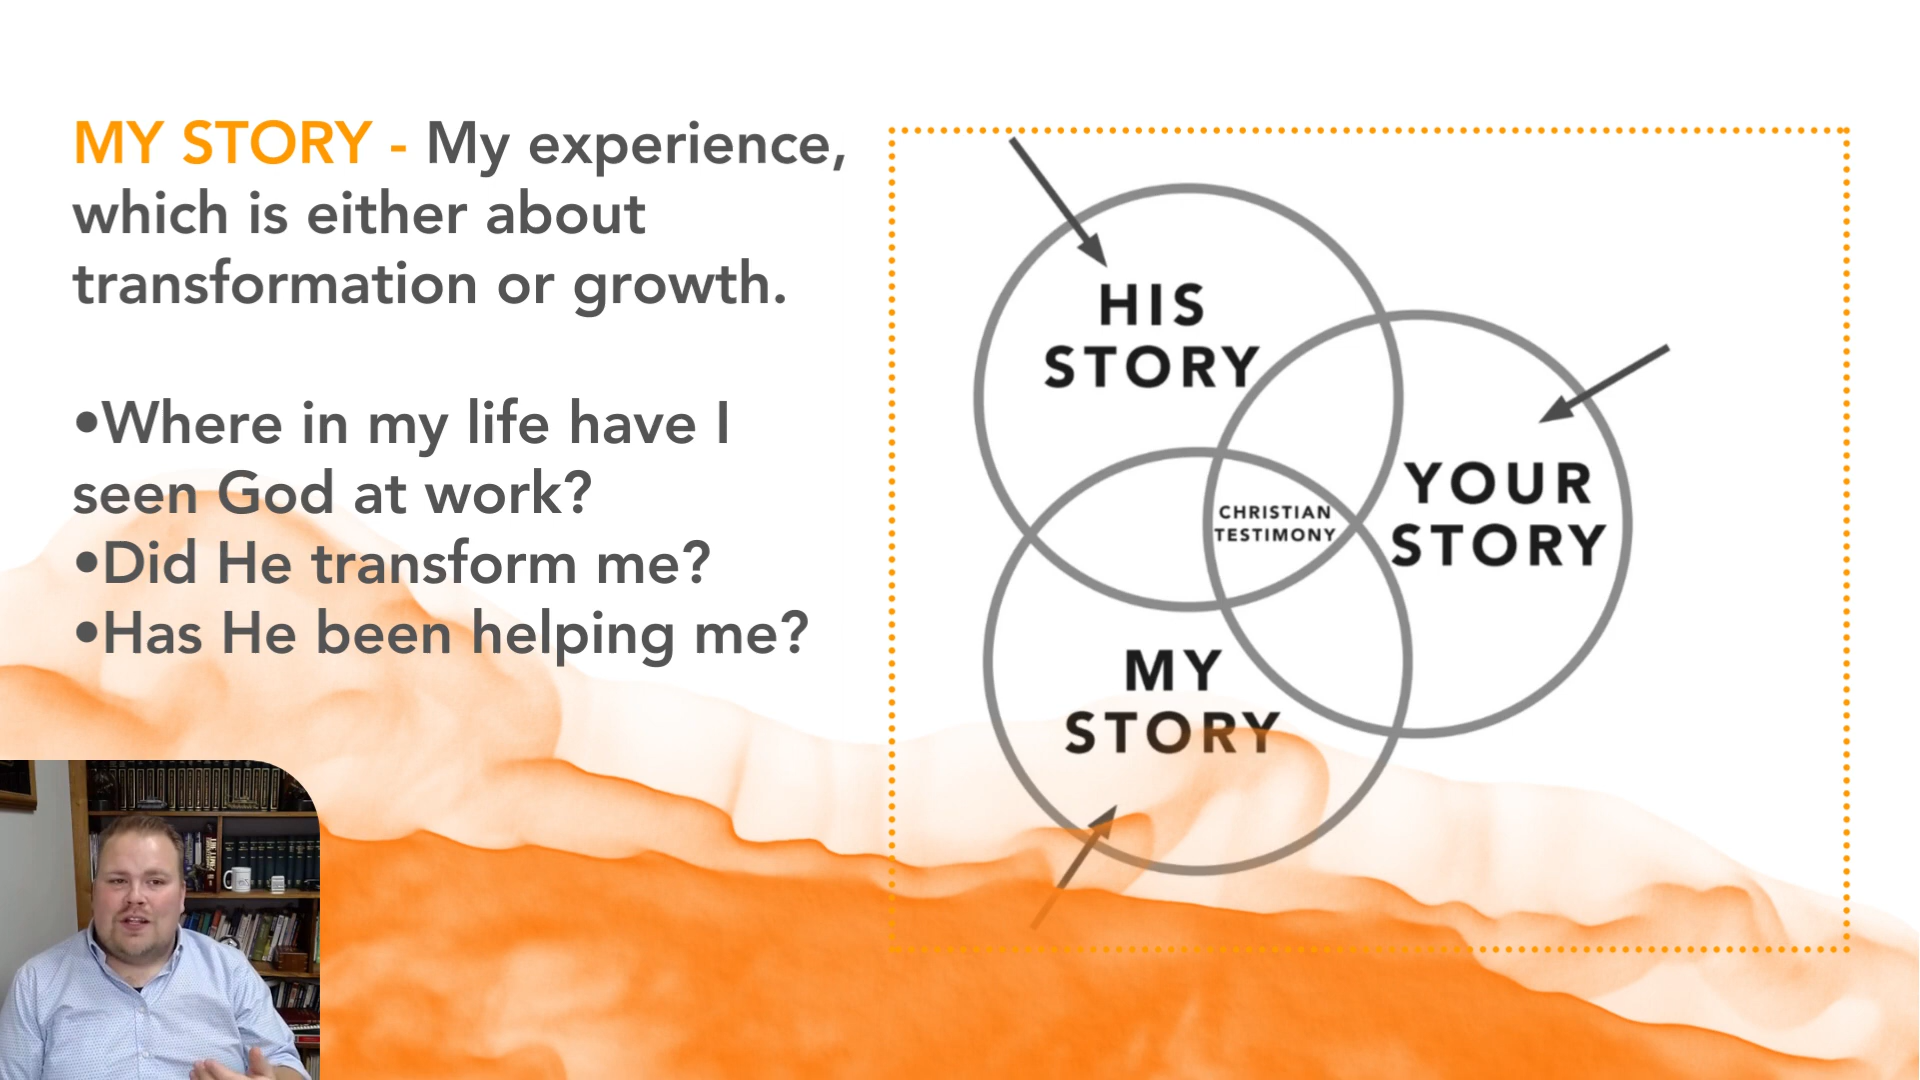 MY STORY - My experience,
which is either about
transformation or growth.
•Where in my life have I
seen God at work?
•Did He transform me?
•Has He been helping me?
HIS
STORY
YOUR
STORY
CHRISTIAN
TESTIMONY
MY
STORY